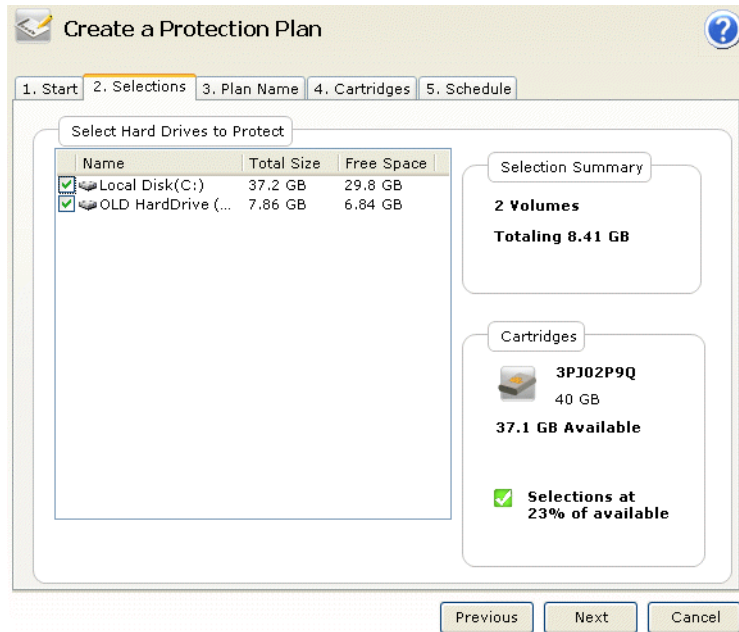 Create a Protection Plan
?
1. Start 2. Selections 3. Plan Name 4. Cartridges 5. Schedule
Select Hard Drives to Protect
Name Total Size Free Space
Local Disk(C:) 37.2 GB 29.8 GB
OLD HardDrive (... 7.86 GB 6.84 GB
Selection Summary
2 Volumes
Totaling 8.41 GB
Cartridges
3PJ02P9Q
40 GB
37.1 GB Available
Selections at
23% of available
Previous Next Cancel